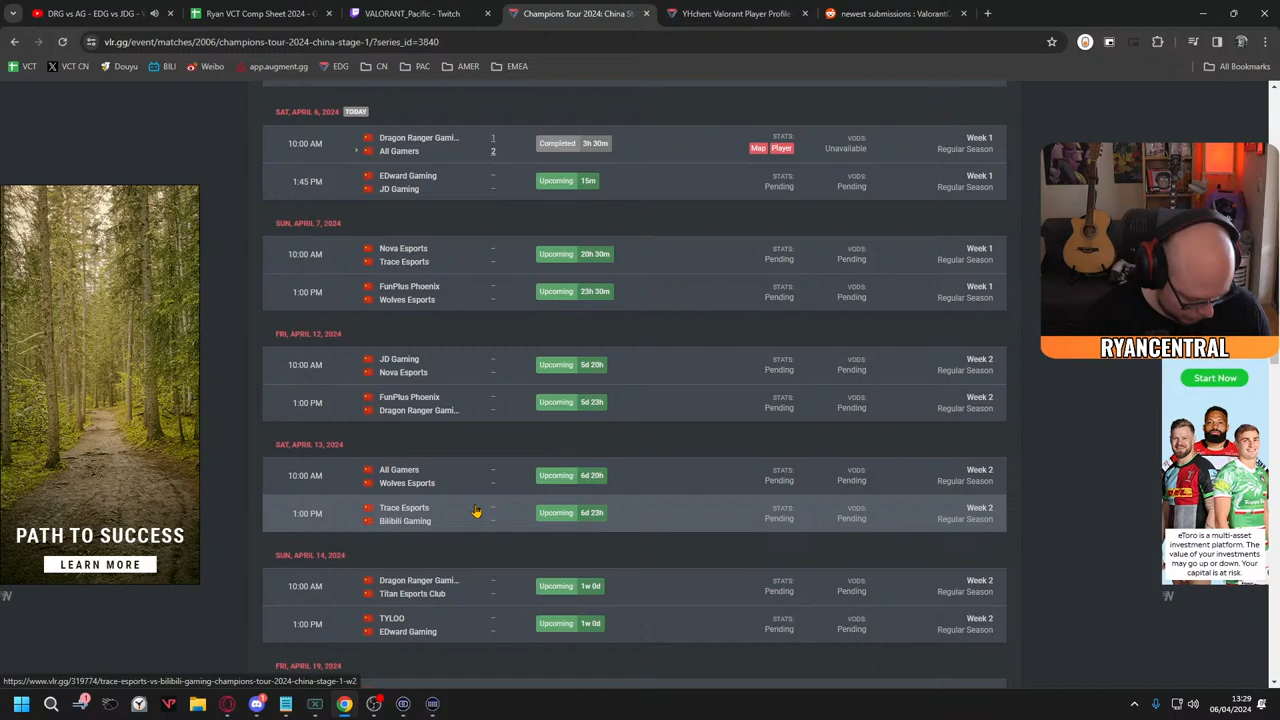 DRG vs AG - EDG vs JDG - VC
Ryan VCT Comp Sheet 2024 - G
VALORANT_Pacific - Twitch
Champions Tour 2024: China St
YHchen: Valorant Player Profile
newest submissions : ValorantC
vlr.gg/event/matches/2006/champions-tour-2024-china-stage-1/?series_id=3840
VCT
VCT CN
Douyu
BILI
Weibo
app.augment.gg
EDG
CN
PAC
AMER
EMEA
All Bookmarks
SAT, APRIL 6, 2024 TODAY
10:00 AM
Dragon Ranger Gami... 1
All Gamers 2
Completed 3h 30m
STATS:
Map Player
VODS:
Unavailable
Week 1
Regular Season
1:45 PM
EDward Gaming –
JD Gaming –
Upcoming 15m
STATS:
Pending
VODS:
Pending
Week 1
Regular Season
SUN, APRIL 7, 2024
10:00 AM
Nova Esports –
Trace Esports –
Upcoming 20h 30m
STATS:
Pending
VODS:
Pending
Week 1
Regular Season
1:00 PM
FunPlus Phoenix –
Wolves Esports –
Upcoming 23h 30m
STATS:
Pending
VODS:
Pending
Week 1
Regular Season
FRI, APRIL 12, 2024
10:00 AM
JD Gaming –
Nova Esports –
Upcoming 5d 20h
STATS:
Pending
VODS:
Pending
Week 2
Regular Season
1:00 PM
FunPlus Phoenix –
Dragon Ranger Gami... –
Upcoming 5d 23h
STATS:
Pending
VODS:
Pending
Week 2
Regular Season
SAT, APRIL 13, 2024
10:00 AM
All Gamers –
Wolves Esports –
Upcoming 6d 20h
STATS:
Pending
VODS:
Pending
Week 2
Regular Season
1:00 PM
Trace Esports –
Bilibili Gaming –
Upcoming 6d 23h
STATS:
Pending
VODS:
Pending
Week 2
Regular Season
SUN, APRIL 14, 2024
10:00 AM
Dragon Ranger Gami... –
Titan Esports Club –
Upcoming 1w 0d
STATS:
Pending
VODS:
Pending
Week 2
Regular Season
1:00 PM
TYLOO –
EDward Gaming –
Upcoming 1w 0d
STATS:
Pending
VODS:
Pending
Week 2
Regular Season
FRI, APRIL 19, 2024
PATH TO SUCCESS
LEARN MORE
RYANCENTRAL
Start Now
eToro is a multi-asset
investment platform. The
value of your investments
may go up or down. Your
capital is at risk.
https://www.vlr.gg/319774/trace-esports-vs-bilibili-gaming-champions-tour-2024-china-stage-1-w2
13:29
06/04/2024